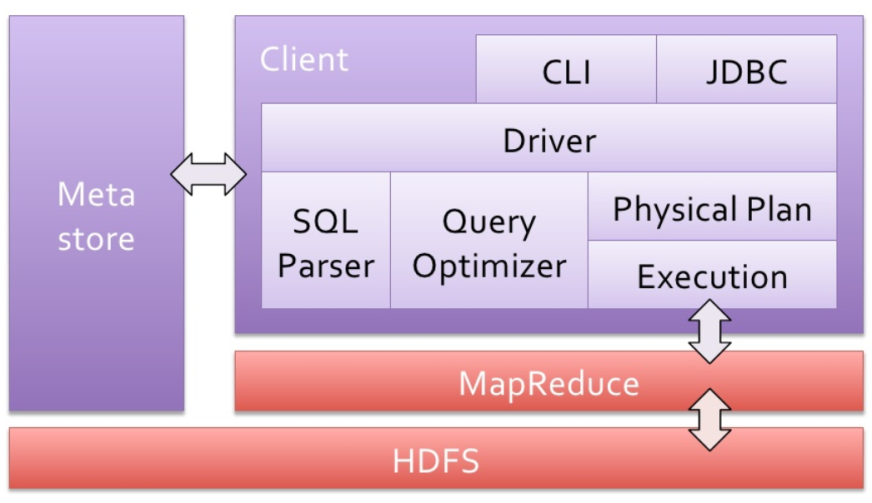 Meta
store
Client
CLI
JDBC
Driver
SQL
Parser
Query
Optimizer
Physical Plan
Execution
MapReduce
HDFS